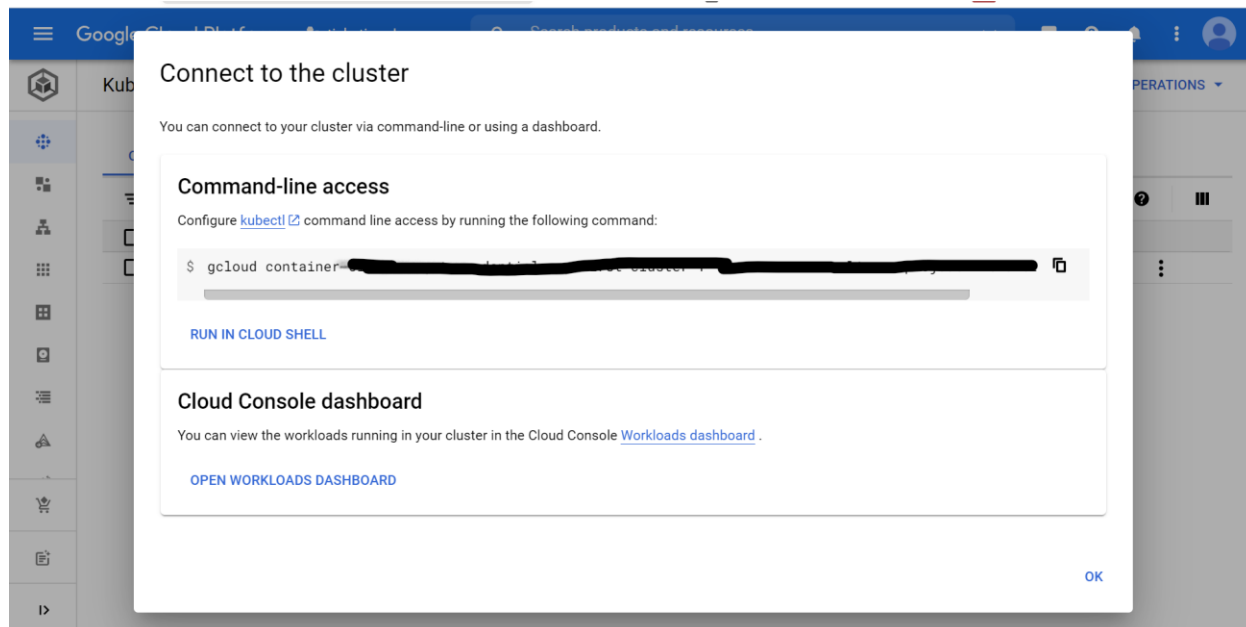 Google
Kub
PERATIONS
Connect to the cluster
You can connect to your cluster via command-line or using a dashboard.
Command-line access
Configure kubectl command line access by running the following command:
$ gcloud container
RUN IN CLOUD SHELL
Cloud Console dashboard
You can view the workloads running in your cluster in the Cloud Console Workloads dashboard .
OPEN WORKLOADS DASHBOARD
OK